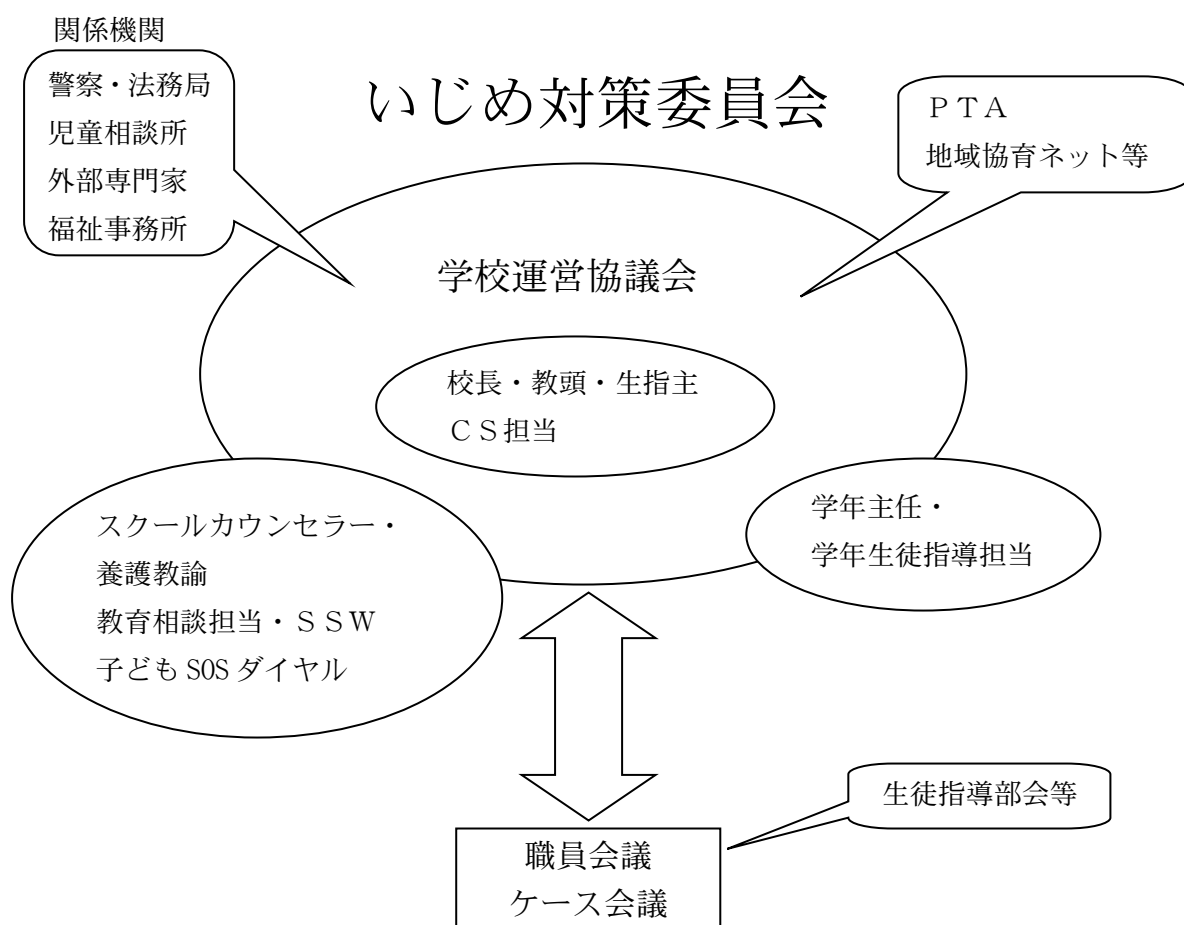 関係機関
警察・法務局
児童相談所
外部専門家
福祉事務所
いじめ対策委員会
ＰＴＡ
地域協育ネット等
学校運営協議会
校長・教頭・生指主
ＣＳ担当
スクールカウンセラー・
養護教諭
教育相談担当・ＳＳＷ
子ども SOS ダイヤル
学年主任・
学年生徒指導担当
生徒指導部会等
職員会議
ケース会議